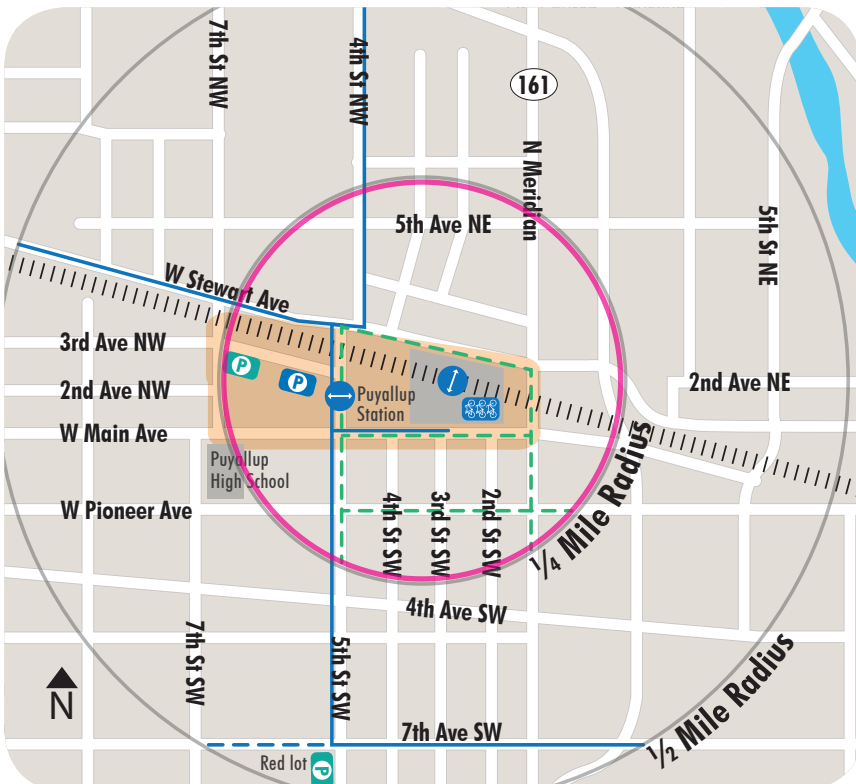 7th St NW
4th St NW
161
N Meridian
5th Ave NE
5th St NE
W Stewart Ave
3rd Ave NW
2nd Ave NW
W Main Ave
P
P
Puyallup
Station
2nd Ave NE
Puyallup
High School
W Pioneer Ave
4th St SW
3rd St SW
2nd St SW
1/4 Mile Radius
4th Ave SW
7th St SW
5th St SW
N
7th Ave SW
1/2 Mile Radius
Red lot
P